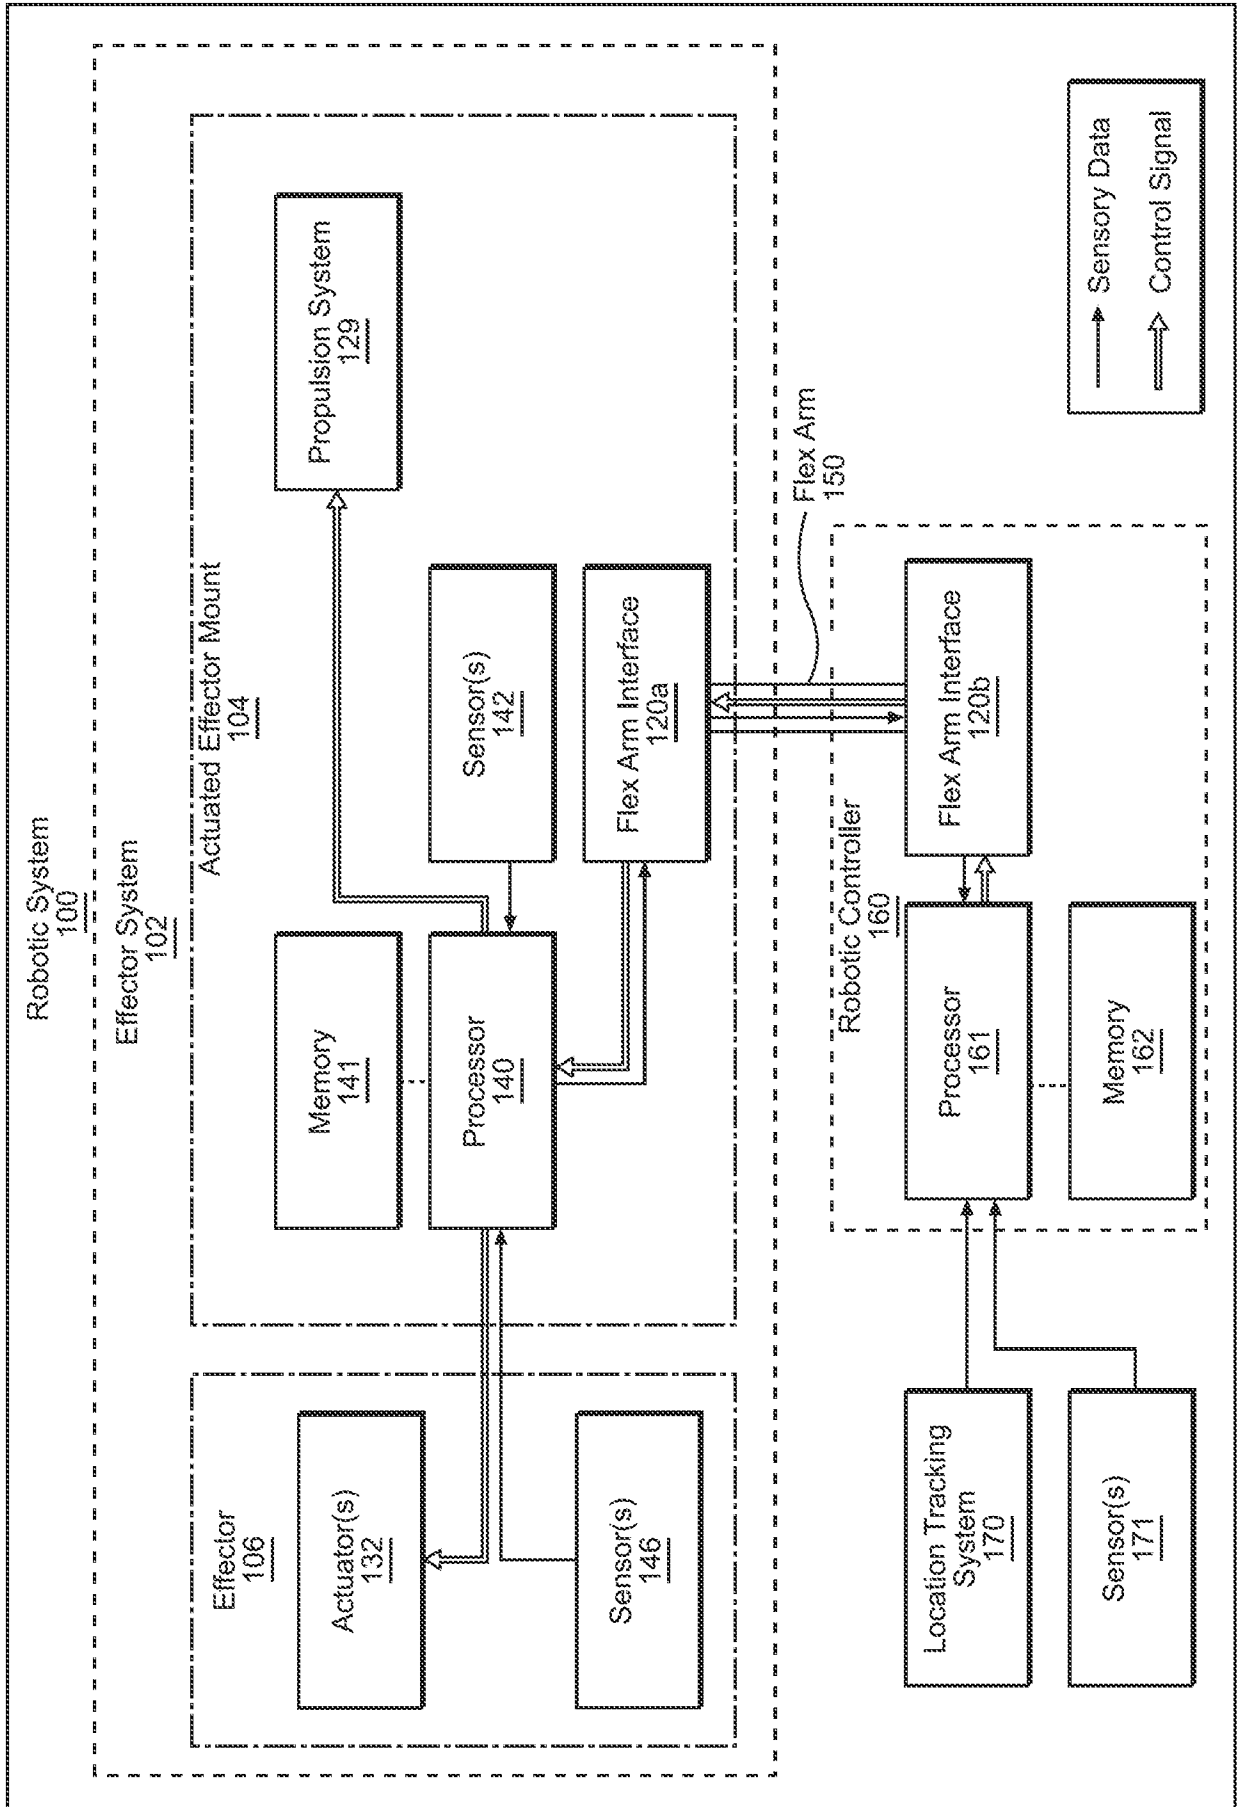 Robotic System
100
Effector System
102
Effector
106
Actuator(s)
132
Sensor(s)
146
Actuated Effector Mount
104
Memory
141
Processor
140
Propulsion System
129
Sensor(s)
142
Flex Arm Interface
120a
Flex Arm
150
Robotic Controller
160
Location Tracking
System
170
Sensor(s)
171
Processor
161
Memory
162
Flex Arm Interface
120b
Sensory Data
Control Signal